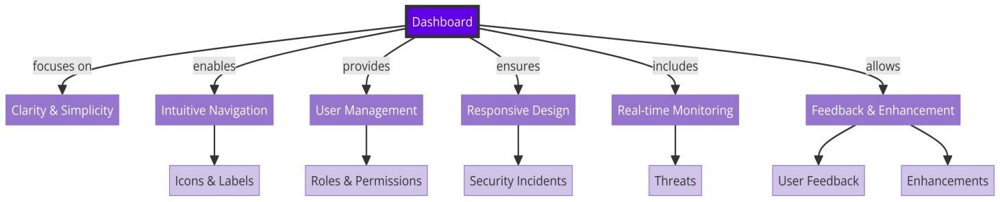 Dashboard
focuses on
enables
provides
ensures
includes
allows
Clarity & Simplicity
Intuitive Navigation
User Management
Responsive Design
Real-time Monitoring
Feedback & Enhancement
Icons & Labels
Roles & Permissions
Security Incidents
Threats
User Feedback
Enhancements